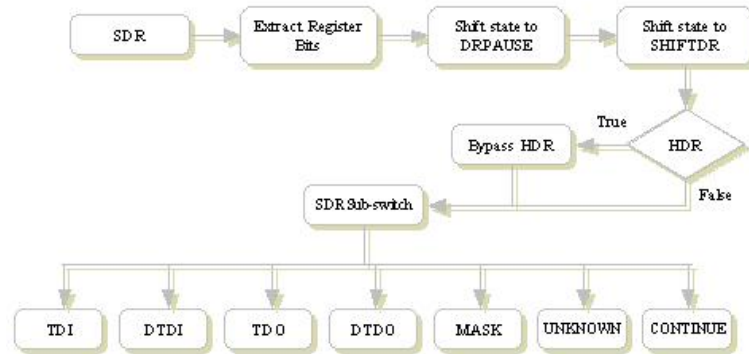 SDR
Extract Register
Bits
Shift state to
DRPAUSE
Shift state to
SHIFTDR
True
HDR
Bypass HDR
False
SDR Sub-switch
TDI
DTDI
TDO
DTDO
MASK
UNKNOWN
CONTINUE